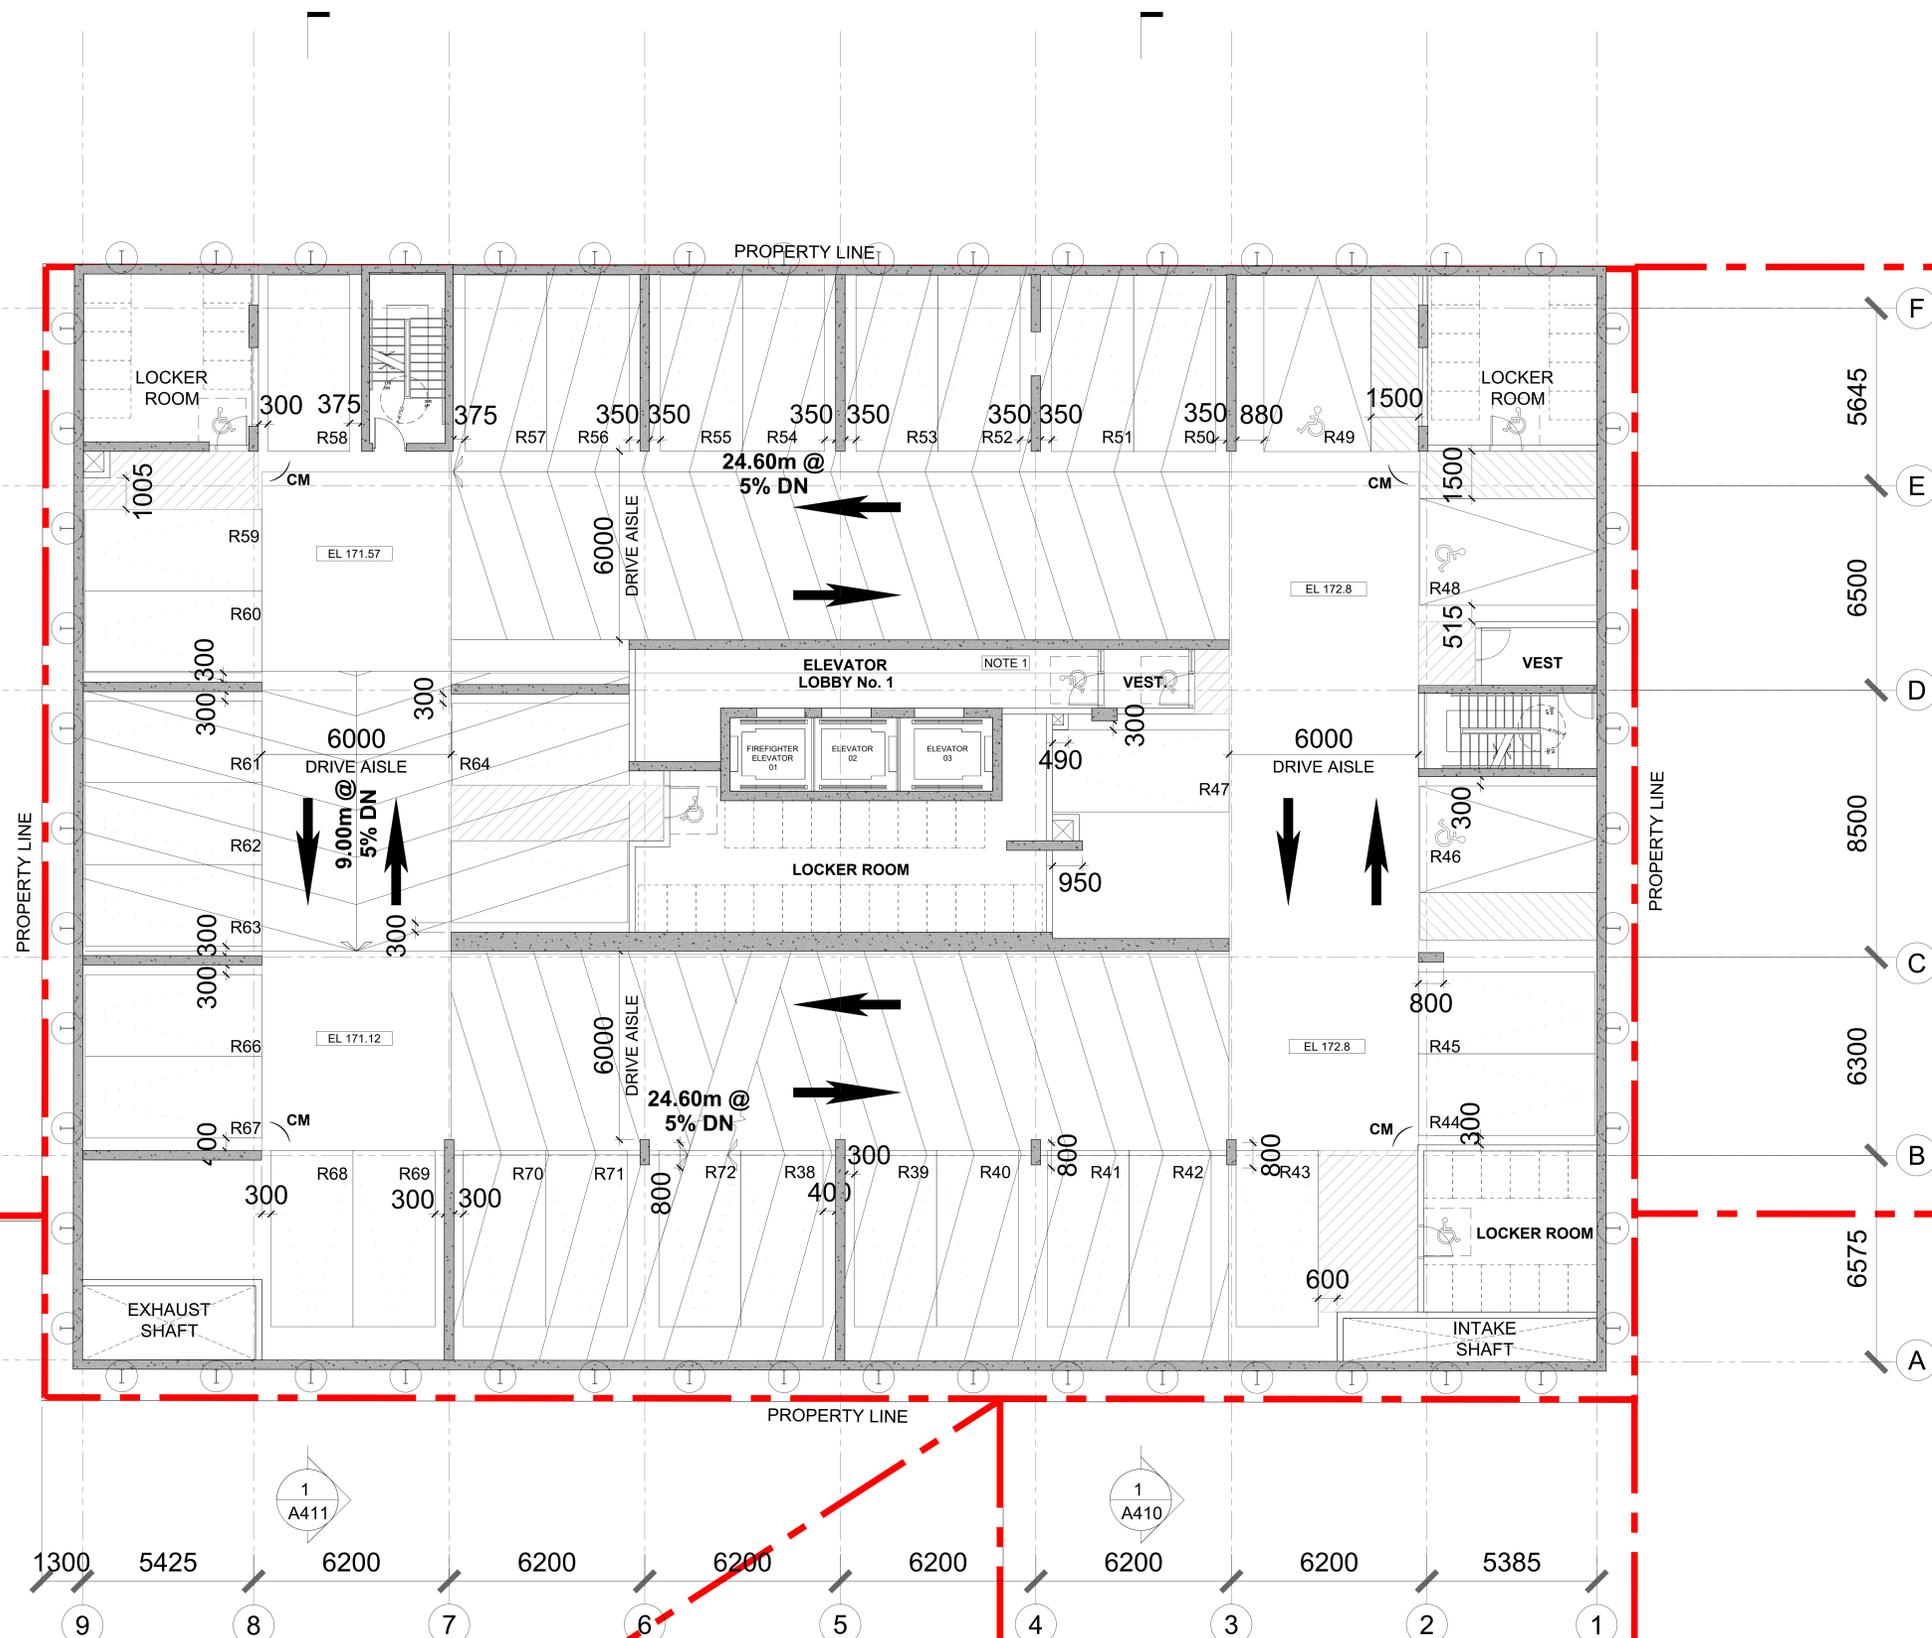 PROPERTY LINE
F
LOCKER
ROOM
300
375
R58
375
R57
350
R56
350
R55
350
R54
350
R53
350
R52
350
R51
350
R50
880
R49
1500
LOCKER
ROOM
5645
1005
CM
24.60m @
5% DN
CM
1500
E
R59
EL 171.57
6000
DRIVE AISLE
EL 172.8
R48
6500
R60
515
VEST
300
ELEVATOR
LOBBY No. 1
NOTE 1
VEST.
D
300
300
300
6000
DRIVE AISLE
R61
R64
FIREFIGHTER
ELEVATOR
01
ELEVATOR
02
ELEVATOR
03
490
R47
6000
DRIVE AISLE
300
PROPERTY LINE
9.00m @
5% DN
R62
LOCKER ROOM
950
R46
8500
PROPERTY LINE
R63
300
300
300
C
800
R66
EL 171.12
6000
DRIVE AISLE
EL 172.8
R45
6300
24.60m @
5% DN
R67
CM
CM
R44
300
400
B
300
R68
R69
300
300
R70
R71
800
R72
R38
400
300
R39
R40
800
R41
R42
800
R43
LOCKER ROOM
6575
600
EXHAUST
SHAFT
INTAKE
SHAFT
A
PROPERTY LINE
1
A411
1
A410
1300
5425
6200
6200
6200
6200
6200
6200
5385
9
8
7
6
5
4
3
2
1